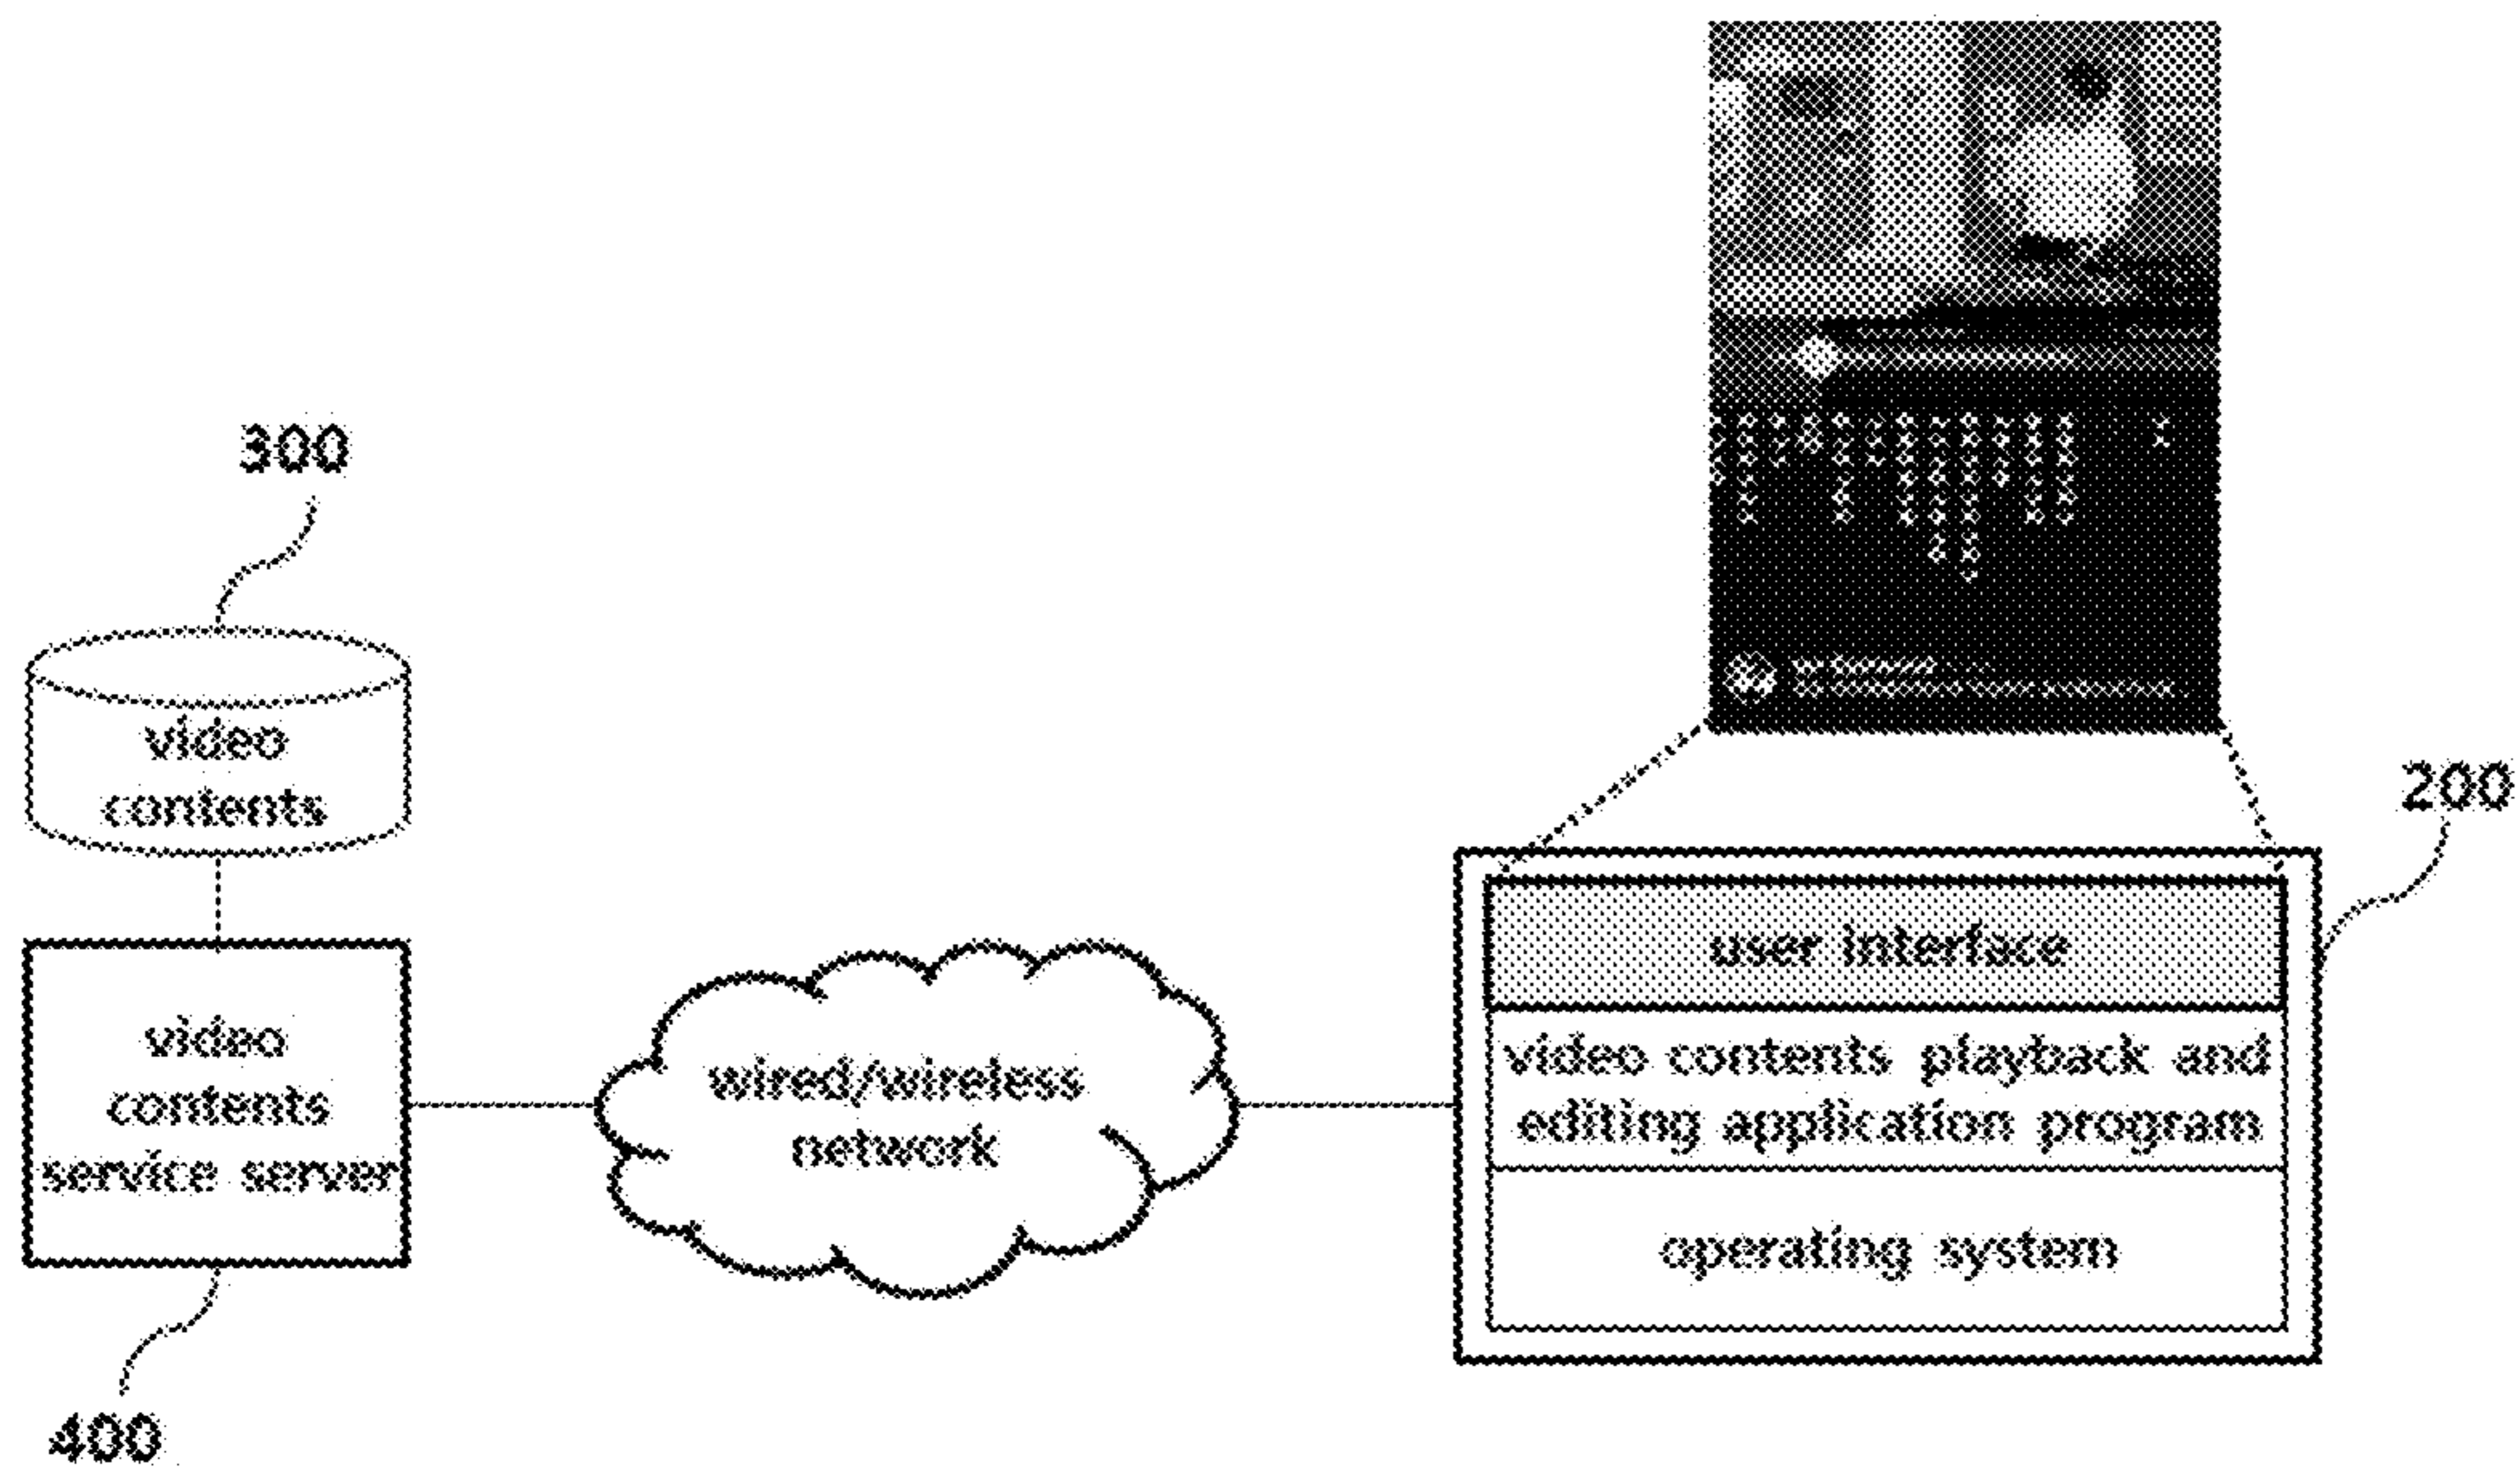 300
video
contents
video
contents
service server
400
wired/wireless
network
200
user interface
video contents playback and
editing application program
operating system